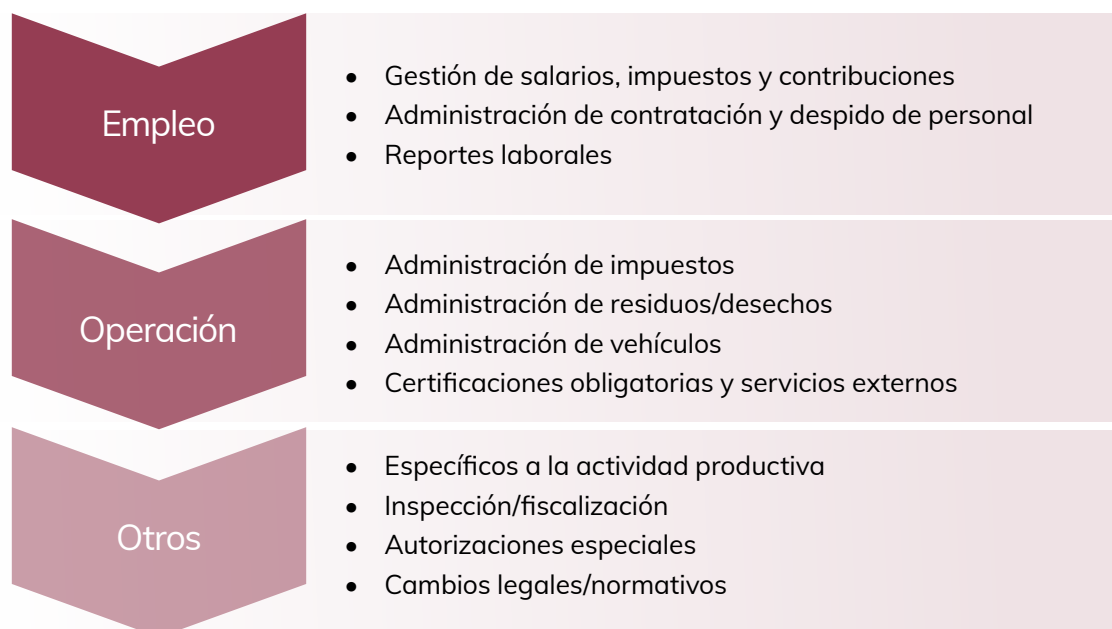 Empleo
• Gestión de salarios, impuestos y contribuciones
• Administración de contratación y despido de personal
• Reportes laborales
Operación
• Administración de impuestos
• Administración de residuos/desechos
• Administración de vehículos
• Certificaciones obligatorias y servicios externos
Otros
• Específicos a la actividad productiva
• Inspección/fiscalización
• Autorizaciones especiales
• Cambios legales/normativos